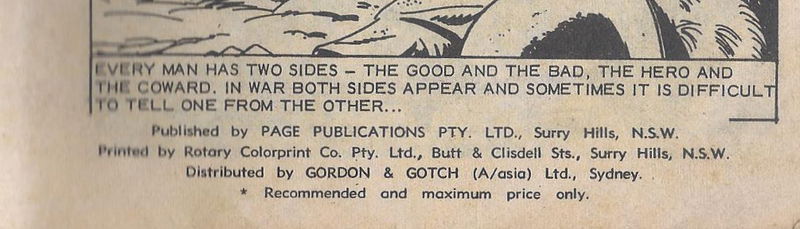 EVERY MAN HAS TWO SIDES – THE GOOD AND THE BAD, THE HERO AND
THE COWARD. IN WAR BOTH SIDES APPEAR AND SOMETIMES IT IS DIFFICULT
TO TELL ONE FROM THE OTHER...
Published by PAGE PUBLICATIONS PTY. LTD., Surry Hills, N.S.W.
Printed by Rotary Colorprint Co. Pty. Ltd., Butt & Clisdell Sts., Surry Hills, N.S.W.
Distributed by GORDON & GOTCH (A/asia) Ltd., Sydney.
* Recommended and maximum price only.